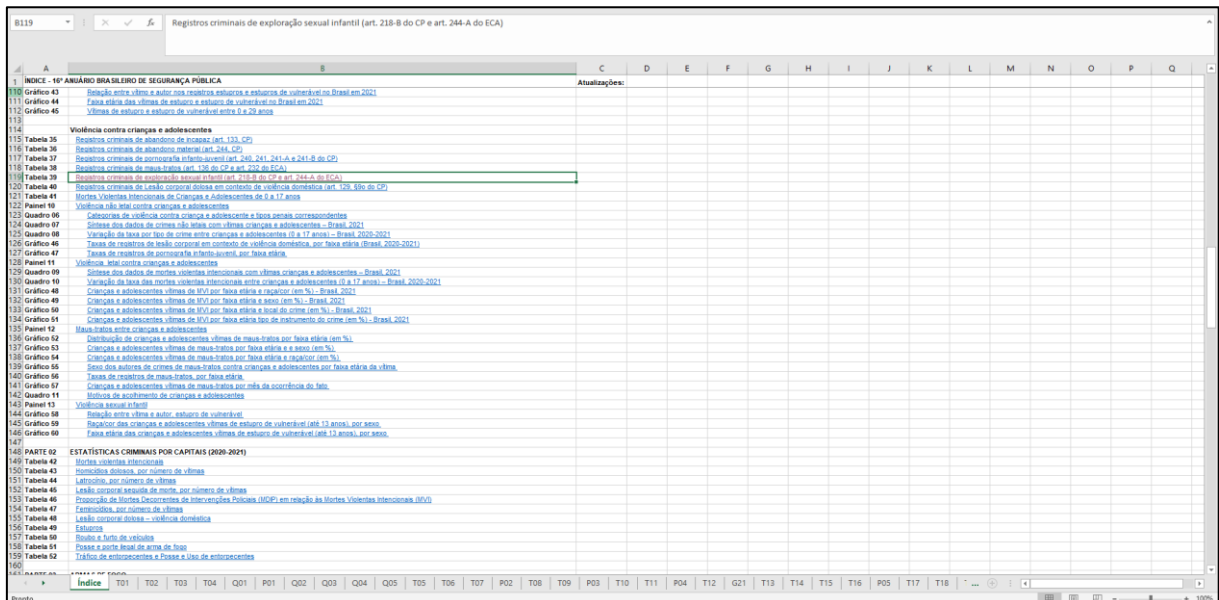 B119 fx Registros criminais de exploração sexual infantil (art. 218-B do CP e art. 244-A do ECA)
A B C D E F G H I J K L M N O P Q
1 ÍNDICE - 16º ANUÁRIO BRASILEIRO DE SEGURANÇA PÚBLICA Atualizações:
110 Gráfico 43 Relação entre vítimo e autor nos registros estupros e estupros de vulnerável no Brasil em 2021
111 Gráfico 44 Faixa etária das vítimas de estupro e estupro de vulnerável no Brasil em 2021
112 Gráfico 45 Vítimas de estupro e estupro de vulnerável entre 0 e 29 anos
113
114 Violência contra crianças e adolescentes
115 Tabela 35 Registros criminais de abandono de incapaz (art. 133, CP)
116 Tabela 36 Registros criminais de abandono material (art. 244, CP)
117 Tabela 37 Registros criminais de pornografia infanto-juvenil (art. 240, 241, 241-A e 241-B do CP)
118 Tabela 38 Registros criminais de maus-tratos (art. 136 do CP e art. 232 do ECA)
119 Tabela 39 Registros criminais de exploração sexual infantil (art. 218-B do CP e art. 244-A do ECA)
120 Tabela 40 Registros criminais de Lesão corporal dolosa em contexto de violência doméstica (art. 129, §9o do CP)
121 Tabela 41 Mortes Violentas Intencionais de Crianças e Adolescentes de 0 a 17 anos
122 Painel 10 Violência não letal contra crianças e adolescentes
123 Quadro 06 Categorias de violência contra criança e adolescente e tipos penais correspondentes
124 Quadro 07 Síntese dos dados de crimes não letais com vítimas crianças e adolescentes – Brasil, 2021
125 Quadro 08 Variação da taxa por tipo de crime entre crianças e adolescentes (0 a 17 anos) – Brasil, 2020-2021
126 Gráfico 46 Taxas de registros de lesão corporal em contexto de violência doméstica, por faixa etária (Brasil, 2020-2021)
127 Gráfico 47 Taxas de registros de pornografia infanto-juvenil, por faixa etária
128 Painel 11 Violência letal contra crianças e adolescentes
129 Quadro 09 Síntese dos dados de mortes violentas intencionais com vítimas crianças e adolescentes – Brasil, 2021
130 Quadro 10 Variação da taxa das mortes violentas intencionais entre crianças e adolescentes (0 a 17 anos) – Brasil, 2020-2021
131 Gráfico 48 Crianças e adolescentes vítimas de MVI por faixa etária e raça/cor (em %) - Brasil, 2021
132 Gráfico 49 Crianças e adolescentes vítimas de MVI por faixa etária e sexo (em %) - Brasil, 2021
133 Gráfico 50 Crianças e adolescentes vítimas de MVI por faixa etária e local do crime (em %) - Brasil, 2021
134 Gráfico 51 Crianças e adolescentes vítimas de MVI por faixa etária tipo de instrumento do crime (em %) - Brasil, 2021
135 Painel 12 Maus-tratos entre crianças e adolescentes
136 Gráfico 52 Distribuição de crianças e adolescentes vítimas de maus-tratos por faixa etária (em %)
137 Gráfico 53 Crianças e adolescentes vítimas de maus-tratos por faixa etária e e sexo (em %)
138 Gráfico 54 Crianças e adolescentes vítimas de maus-tratos por faixa etária e raça/cor (em %)
139 Gráfico 55 Sexo dos autores de crimes de maus-tratos contra crianças e adolescentes por faixa etária da vítima
140 Gráfico 56 Taxas de registros de maus-tratos, por faixa etária
141 Gráfico 57 Crianças e adolescentes vítimas de maus-tratos por mês da ocorrência do fato
142 Quadro 11 Motivos de acolhimento de crianças e adolescentes
143 Painel 13 Violência sexual infantil
144 Gráfico 58 Relação entre vítima e autor, estupro de vulnerável
145 Gráfico 59 Raça/cor das crianças e adolescentes vítimas de estupro de vulnerável (até 13 anos), por sexo
146 Gráfico 60 Faixa etária das crianças e adolescentes vítimas de estupro de vulnerável (até 13 anos), por sexo
147
148 PARTE 02 ESTATÍSTICAS CRIMINAIS POR CAPITAIS (2020-2021)
149 Tabela 42 Mortes violentas intencionais
150 Tabela 43 Homicídios dolosos, por número de vítimas
151 Tabela 44 Latrocínio, por número de vítimas
152 Tabela 45 Lesão corporal seguida de morte, por número de vítimas
153 Tabela 46 Proporção de Mortes Decorrentes de Intervenções Policiais (MDIP) em relação às Mortes Violentas Intencionais (MVI)
154 Tabela 47 Feminicídios, por número de vítimas
155 Tabela 48 Lesão corporal dolosa – violência doméstica
156 Tabela 49 Estupros
157 Tabela 50 Roubo e furto de veículos
158 Tabela 51 Posse e porte ilegal de arma de fogo
159 Tabela 52 Tráfico de entorpecentes e Posse e Uso de entorpecentes
160
Índice T01 T02 T03 T04 Q01 P01 Q02 Q03 Q04 Q05 T05 T06 T07 P02 T08 T09 P03 T10 T11 P04 T12 G21 T13 T14 T15 T16 P05 T17 T18 ...
Pronto 100%